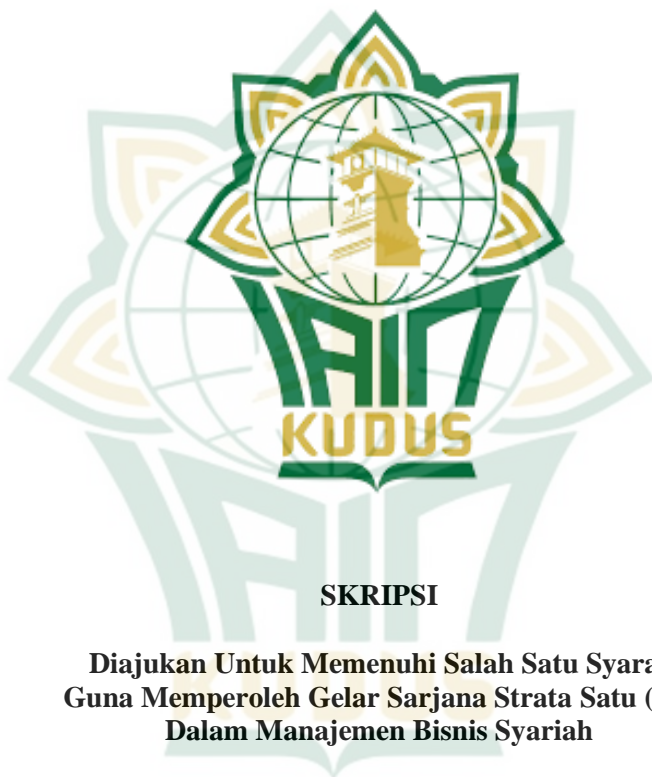 IAIN
KUDUS
SKRIPSI
Diajukan Untuk Memenuhi Salah Satu
Guna Memperoleh Gelar Sarjana Strata Satu
Dalam Manajemen Bisnis Syariah